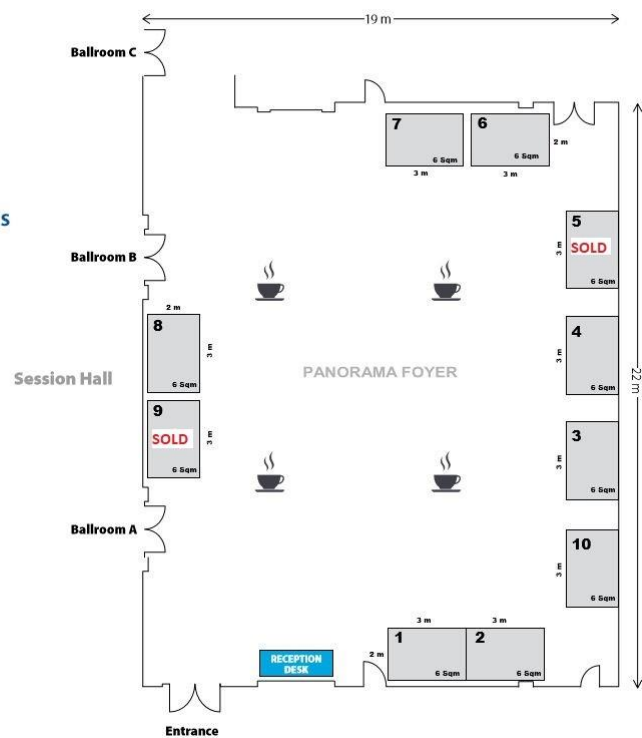 19 m
Ballroom C
7
6
6 Sqm
6 Sqm
2 m
3 m
3 m
S
5
SOLD
3 m
6 Sqm
Ballroom B
2 m
8
3 m
6 Sqm
4
3 m
6 Sqm
Session Hall
PANORAMA FOYER
22 m
9
SOLD
3 m
6 Sqm
3
3 m
6 Sqm
Ballroom A
10
3 m
6 Sqm
3 m
3 m
1
2
2 m
6 Sqm
6 Sqm
RECEPTION
DESK
Entrance